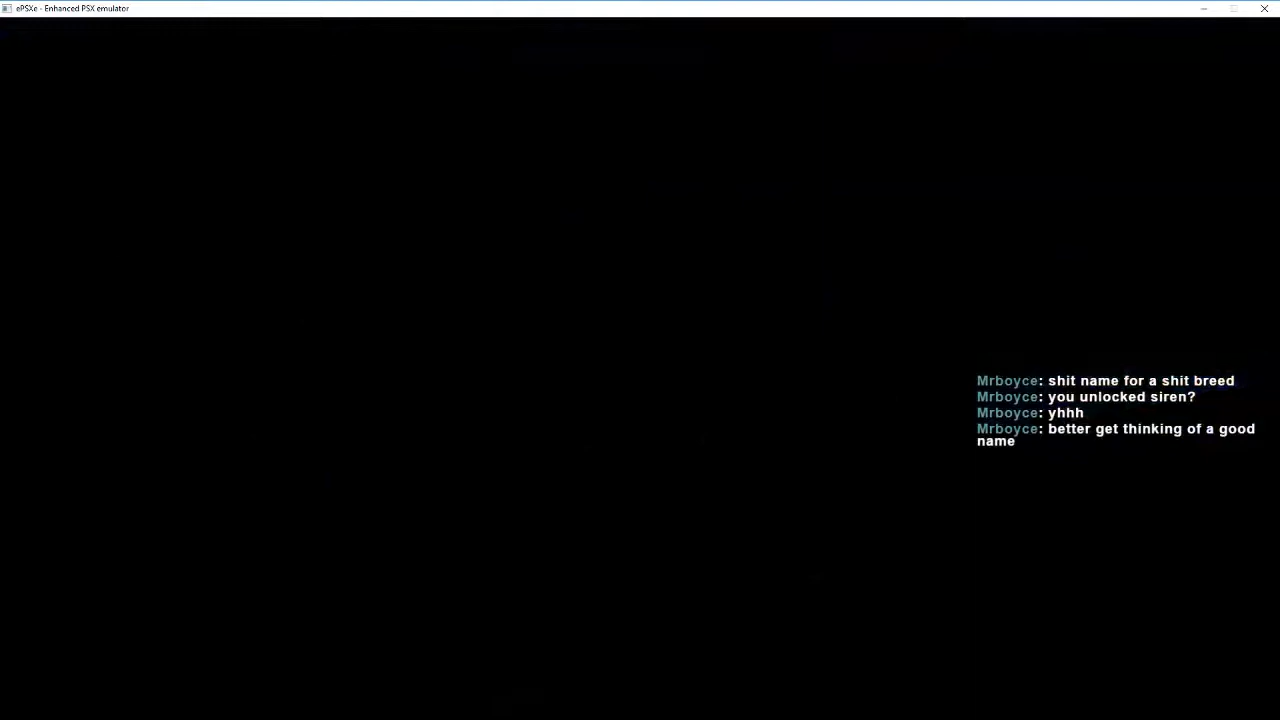 ePSXe - Enhanced PSX emulator
Mrboyce: shit name for a shit breed
Mrboyce: you unlocked siren?
Mrboyce: yhhh
Mrboyce: better get thinking of a good
name